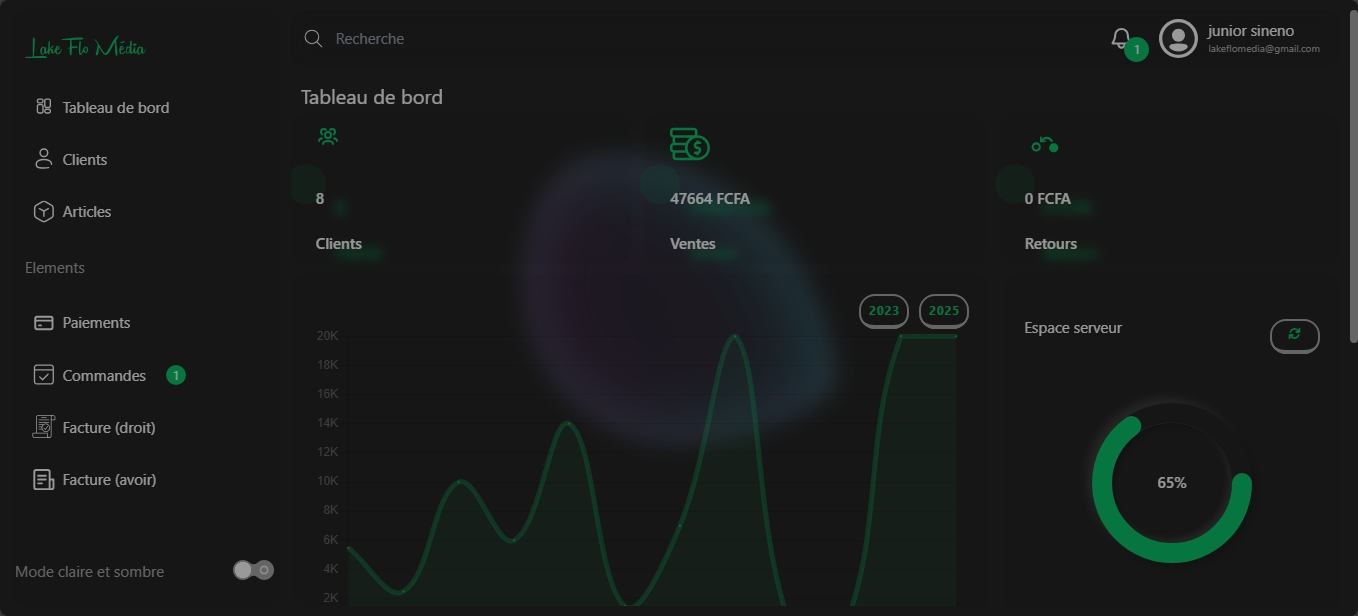 Lake Flo Média
Tableau de bord
Clients
Articles
Elements
Paiements
Commandes 1
Facture (droit)
Facture (avoir)
Mode claire et sombre
Recherche
1
junior sineno
lakeflomedia@gmail.com
Tableau de bord
8
Clients
$
47664 FCFA
Ventes
0 FCFA
Retours
2023 2025
20K
18K
16K
14K
12K
10K
8K
6K
4K
2K
Espace serveur
65%